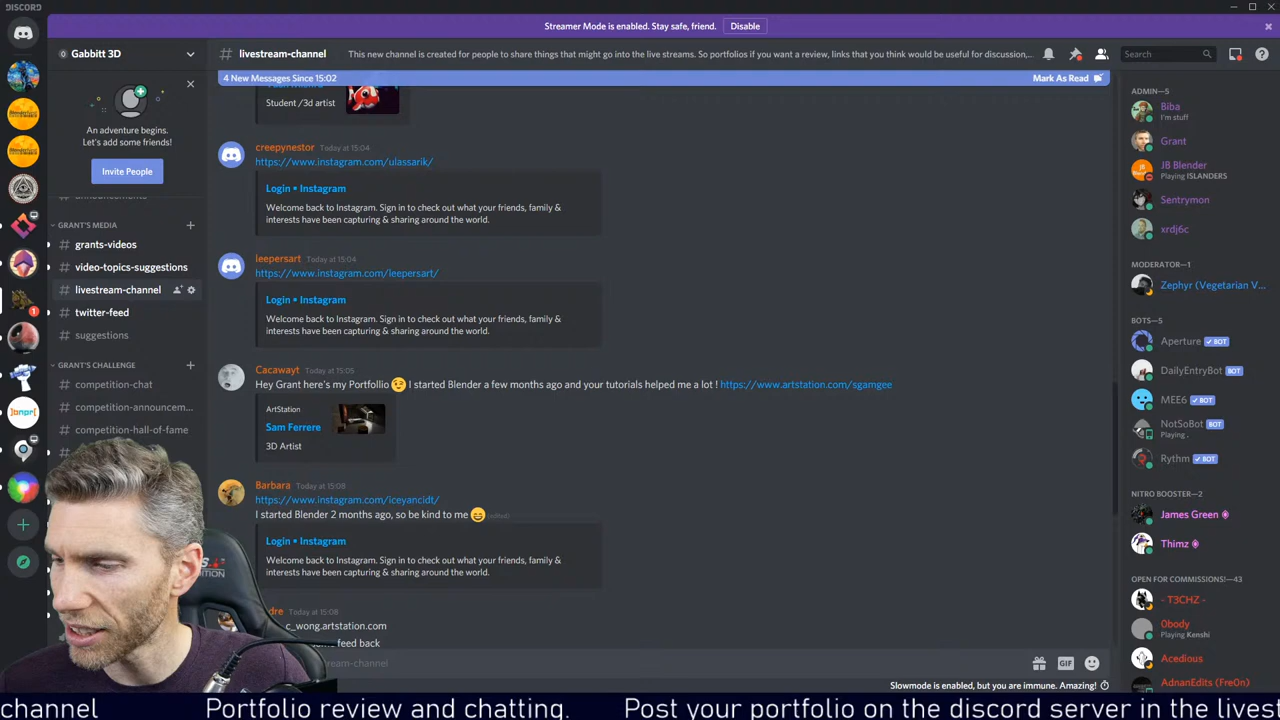 DISCORD
Streamer Mode is enabled. Stay safe, friend.
Disable
Gabbitt 3D
livestream-channel
This new channel is created for people to share things that might go into the live streams. So portfolios if you want a review, links that you think would be useful for discussion,...
Search
4 New Messages Since 15:02
Mark As Read
An adventure begins.
Let's add some friends!
Invite People
announcements
GRANT'S MEDIA
grants-videos
video-topics-suggestions
livestream-channel
twitter-feed
1
suggestions
GRANT'S CHALLENGE
competition-chat
competition-announcem...
competition-hall-of-fame
Student /3d artist
creepynestor Today at 15:04
https://www.instagram.com/ulassarik/
Login • Instagram
Welcome back to Instagram. Sign in to check out what your friends, family &
interests have been capturing & sharing around the world.
leepersart Today at 15:04
https://www.instagram.com/leepersart/
Login • Instagram
Welcome back to Instagram. Sign in to check out what your friends, family &
interests have been capturing & sharing around the world.
Cacawayt Today at 15:05
Hey Grant here's my Portfollio 😉 I started Blender a few months ago and your tutorials helped me a lot ! https://www.artstation.com/sgamgee
ArtStation
Sam Ferrere
3D Artist
Barbara Today at 15:08
https://www.instagram.com/iceyancidt/
I started Blender 2 months ago, so be kind to me 😄 (edited)
Login • Instagram
Welcome back to Instagram. Sign in to check out what your friends, family &
interests have been capturing & sharing around the world.
dre Today at 15:08
c_wong.artstation.com
feed back
ream-channel
GIF
Slowmode is enabled, but you are immune. Amazing!
ADMIN—5
Biba
I'm stuff
Grant
JB Blender
Playing ISLANDERS
Sentrymon
xrdj6c
MODERATOR—1
Zephyr (Vegetarian V...
BOTS—5
Aperture BOT
DailyEntryBot BOT
MEE6 BOT
NotSoBot BOT
Playing .
Rythm BOT
NITRO BOOSTER—2
James Green
Thimz
OPEN FOR COMMISSIONS!—43
- T3CHZ -
0body
Playing Kenshi
Acedious
AdnanEdits (Fre0n)
channel Portfolio review and chatting. Post your portfolio on the discord server in the livest